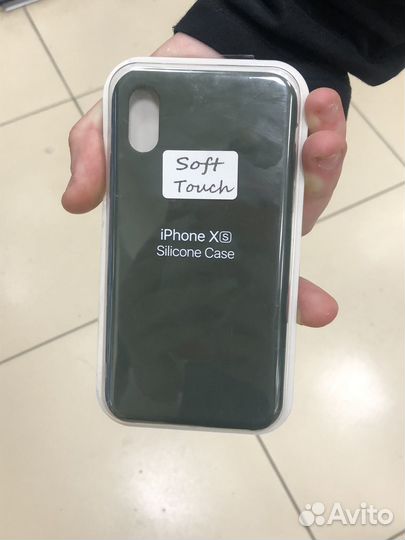 Soft
Touch
iPhone XS
Silicone Case
Avito